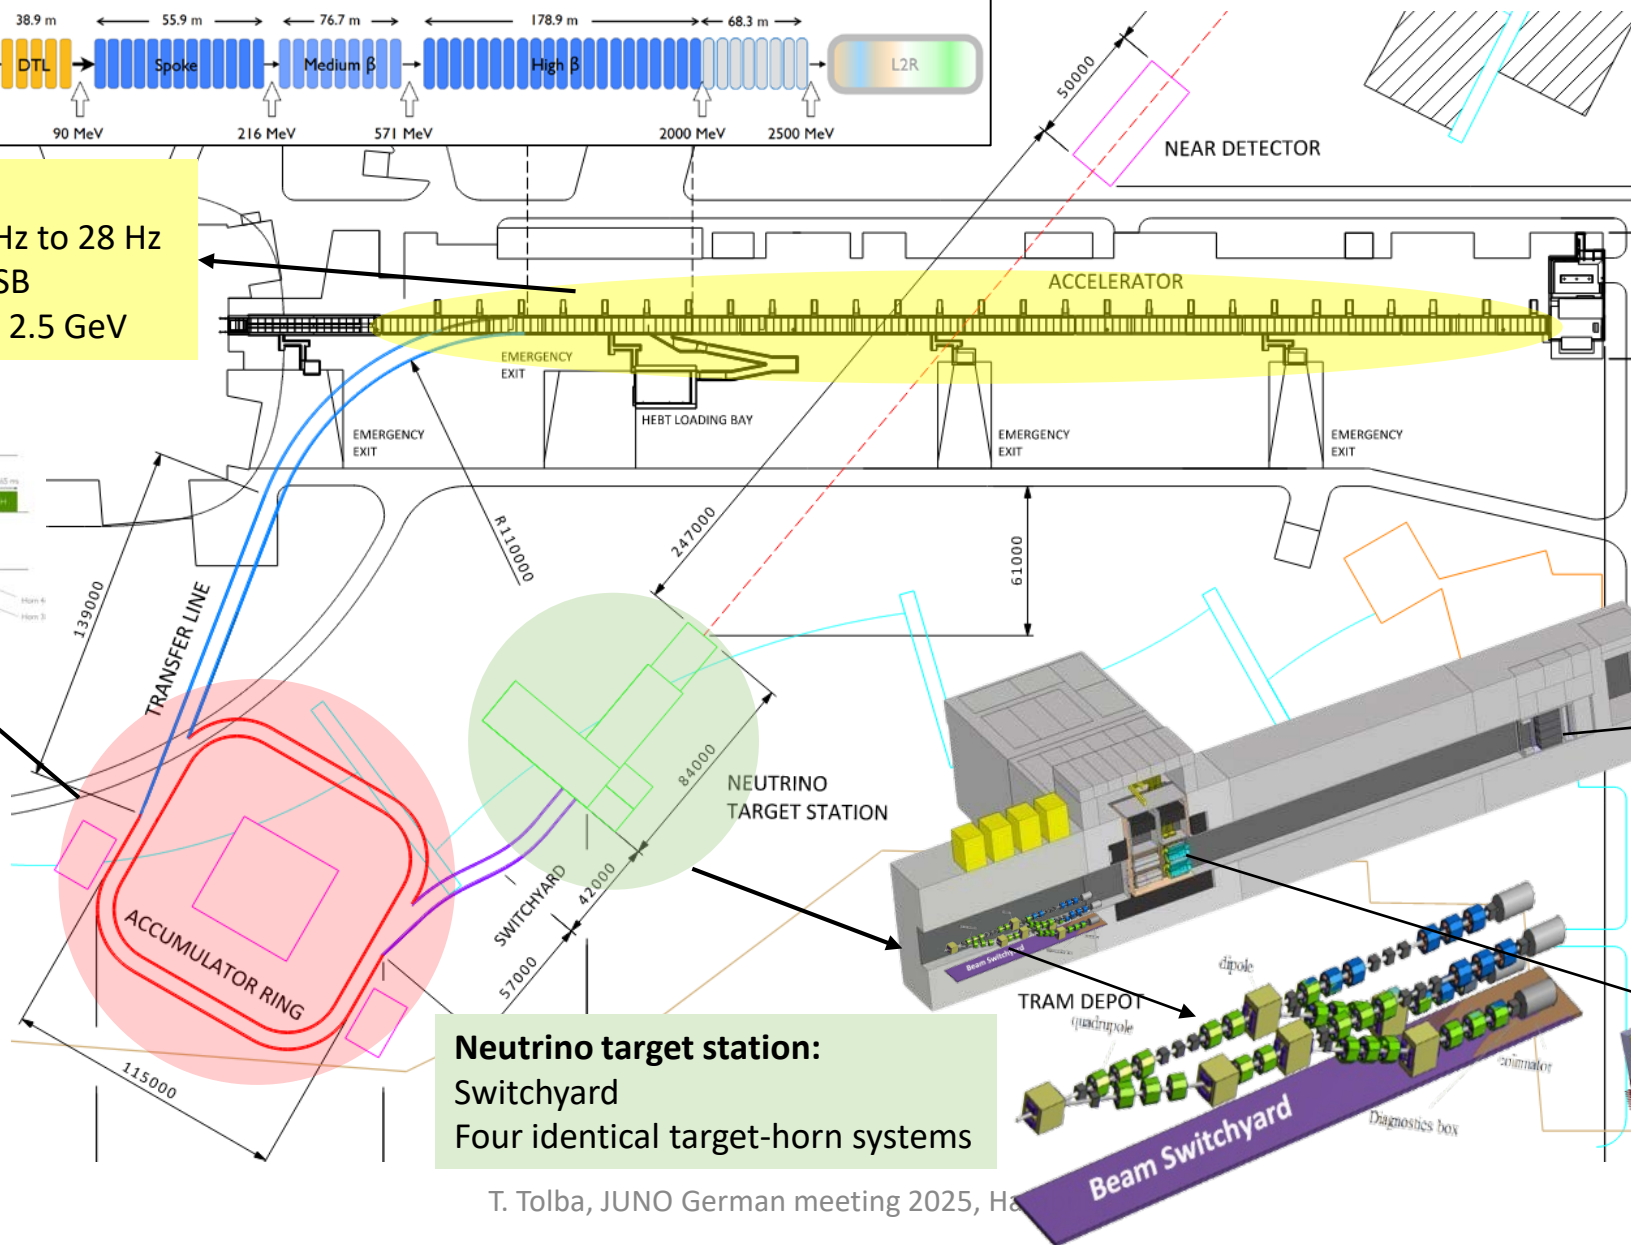 38.9 m
55.9 m
76.7 m
178.9 m
68.3 m
DTL
Spoke
Medium β
High β
L2R
90 MeV
216 MeV
571 MeV
2000 MeV
2500 MeV
50000
NEAR DETECTOR
Hz to 28 Hz
SB
2.5 GeV
ACCELERATOR
EMERGENCY
EXIT
HEBT LOADING BAY
EMERGENCY
EXIT
EMERGENCY
EXIT
EMERGENCY
EXIT
R110000
247000
61000
139000
TRANSFER LINE
84000
NEUTRINO
TARGET STATION
SWITCHYARD
42000
57000
ACCUMULATOR RING
115000
Neutrino target station:
Switchyard
Four identical target-horn systems
Beam Switchyard
TRAM DEPOT
dipole
quadrupole
Diagnostics box
Beam Switchyard
T. Tolba, JUNO German meeting 2025, Ha